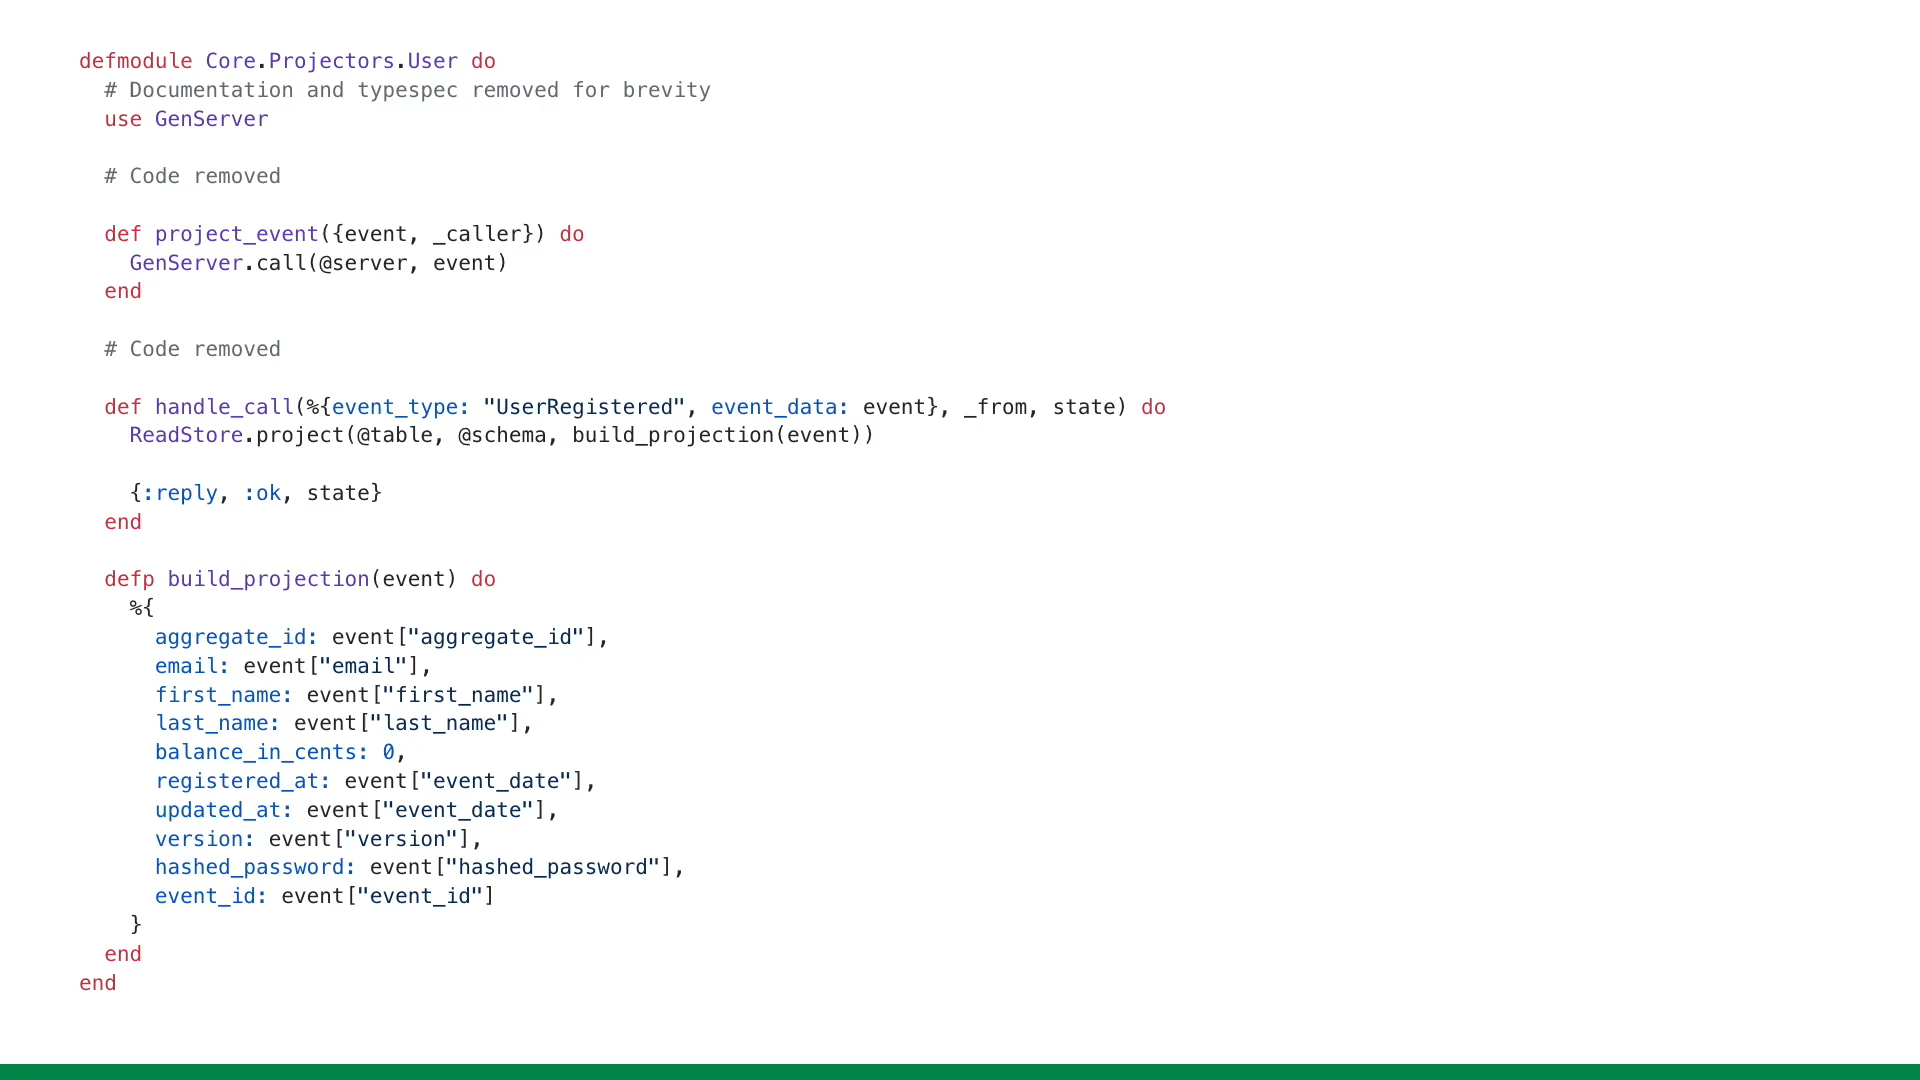 defmodule Core.Projectors.User do
  # Documentation and typespec removed for brevity
  use GenServer

  # Code removed

  def project_event({event, _caller}) do
    GenServer.call(@server, event)
  end

  # Code removed

  def handle_call(%{event_type: "UserRegistered", event_data: event}, _from, state) do
    ReadStore.project(@table, @schema, build_projection(event))

    {:reply, :ok, state}
  end

  defp build_projection(event) do
    %{
      aggregate_id: event["aggregate_id"],
      email: event["email"],
      first_name: event["first_name"],
      last_name: event["last_name"],
      balance_in_cents: 0,
      registered_at: event["event_date"],
      updated_at: event["event_date"],
      version: event["version"],
      hashed_password: event["hashed_password"],
      event_id: event["event_id"]
    }
  end
end